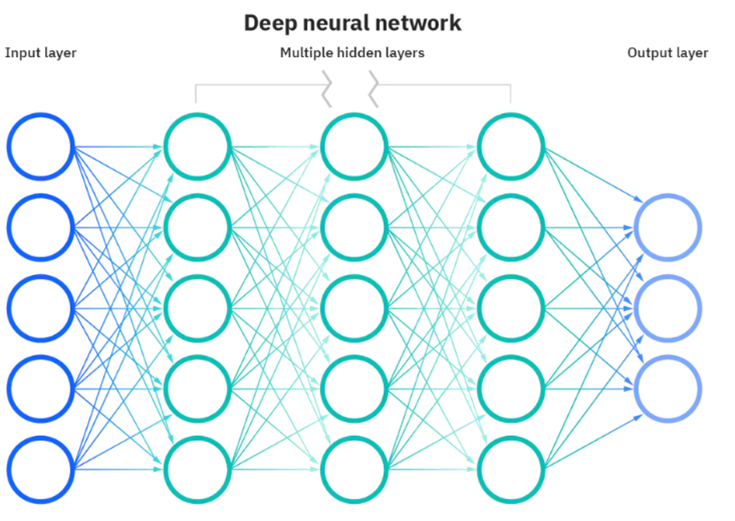 Deep neural network
Input layer
Multiple hidden layers
Output layer